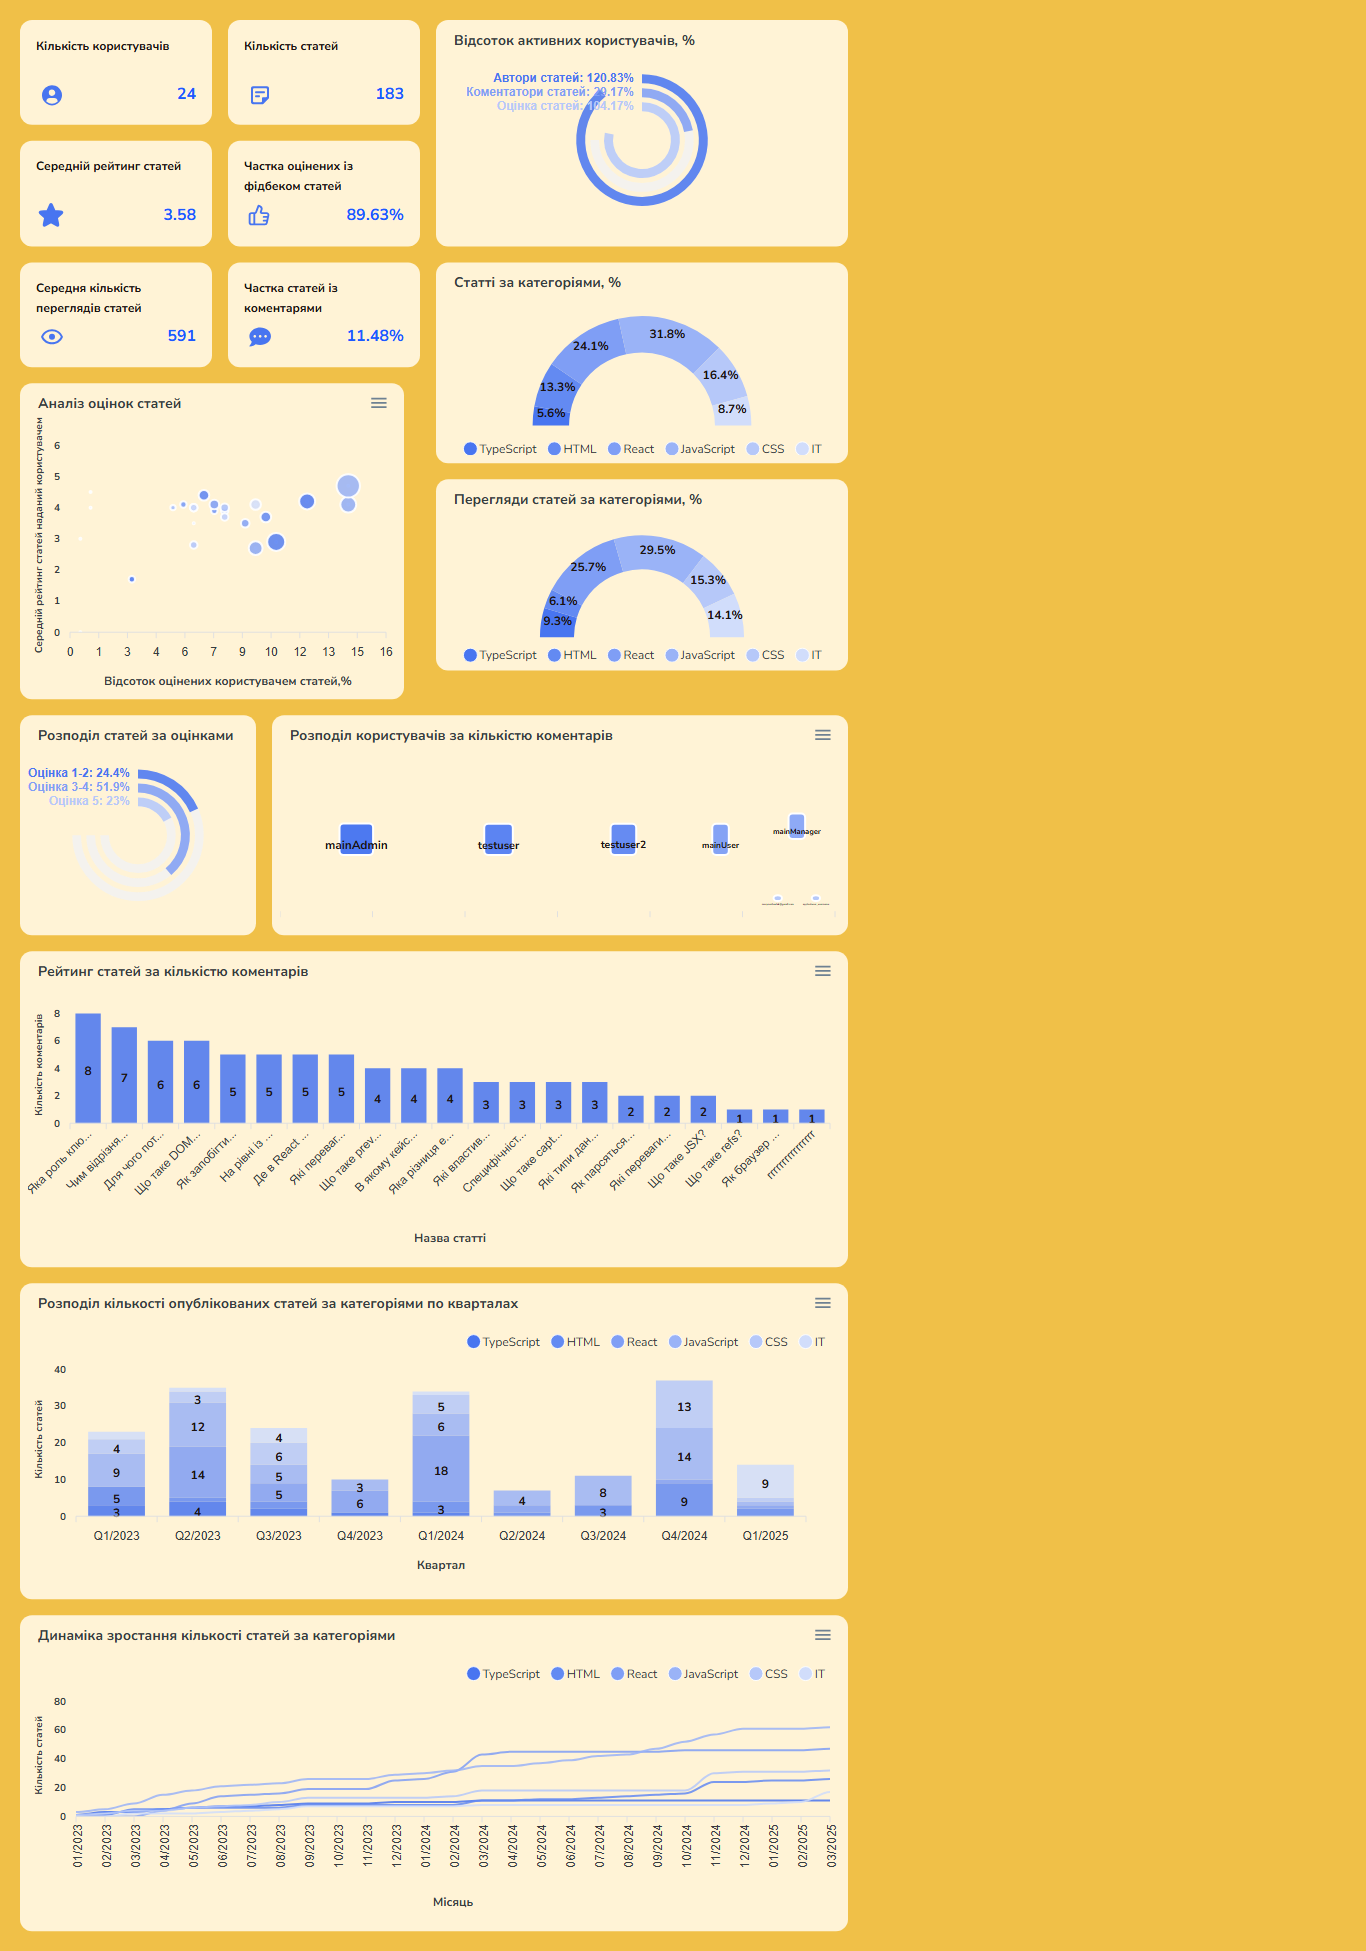 Кількість користувачів
24
Кількість статей
183
Відсоток активних користувачів, %
Автори статей: 120.83%
Коментатори статей: 29.17%
Оцінка статей: 104.17%
Середній рейтинг статей
3.58
Частка оцінених із
фідбеком статей
89.63%
Середня кількість
переглядів статей
591
Частка статей із
коментарями
11.48%
Статті за категоріями, %
5.6%
13.3%
24.1%
31.8%
16.4%
8.7%
TypeScript HTML React JavaScript CSS IT
Аналіз оцінок статей
Середній рейтинг статей наданий користувачем
6
5
4
3
2
1
0
0 1 3 4 6 7 9 10 12 13 15 16
Відсоток оцінених користувачем статей,%
Перегляди статей за категоріями, %
9.3%
6.1%
25.7%
29.5%
15.3%
14.1%
TypeScript HTML React JavaScript CSS IT
Розподіл статей за оцінками
Оцінка 1-2: 24.4%
Оцінка 3-4: 51.9%
Оцінка 5: 23%
Розподіл користувачів за кількістю коментарів
mainAdmin
testuser
testuser2
mainUser
mainManager
Рейтинг статей за кількістю коментарів
Кількість коментарів
8
6
4
2
0
8 7 6 6 5 5 5 5 4 4 4 3 3 3 3 2 2 2 1 1 1
Яка роль клю...
Чим відрізня...
Для чого пот...
Що таке DOM...
Як запобігти...
На рівні із ...
Де в React ...
Які переваг...
Що таке prev...
В якому кейс...
Яка різниця е...
Які властив...
Специфічніст...
Що таке capt...
Які типи дан...
Як парсяться...
Які переваги...
Що таке JSX?
Що таке refs?
Як браузер ...
rrrrrrrrrrrrr
Назва статті
Розподіл кількості опублікованих статей за категоріями по кварталах
TypeScript HTML React JavaScript CSS IT
Кількість статей
40
30
20
10
0
4
9
5
3
3
12
14
4
4
6
5
5
3
6
5
6
18
3
4
8
3
13
14
9
9
Q1/2023 Q2/2023 Q3/2023 Q4/2023 Q1/2024 Q2/2024 Q3/2024 Q4/2024 Q1/2025
Квартал
Динаміка зростання кількості статей за категоріями
TypeScript HTML React JavaScript CSS IT
Кількість статей
80
60
40
20
0
01/2023 02/2023 03/2023 04/2023 05/2023 06/2023 07/2023 08/2023 09/2023 10/2023 11/2023 12/2023 01/2024 02/2024 03/2024 04/2024 05/2024 06/2024 07/2024 08/2024 09/2024 10/2024 11/2024 12/2024 01/2025 02/2025 03/2025
Місяць